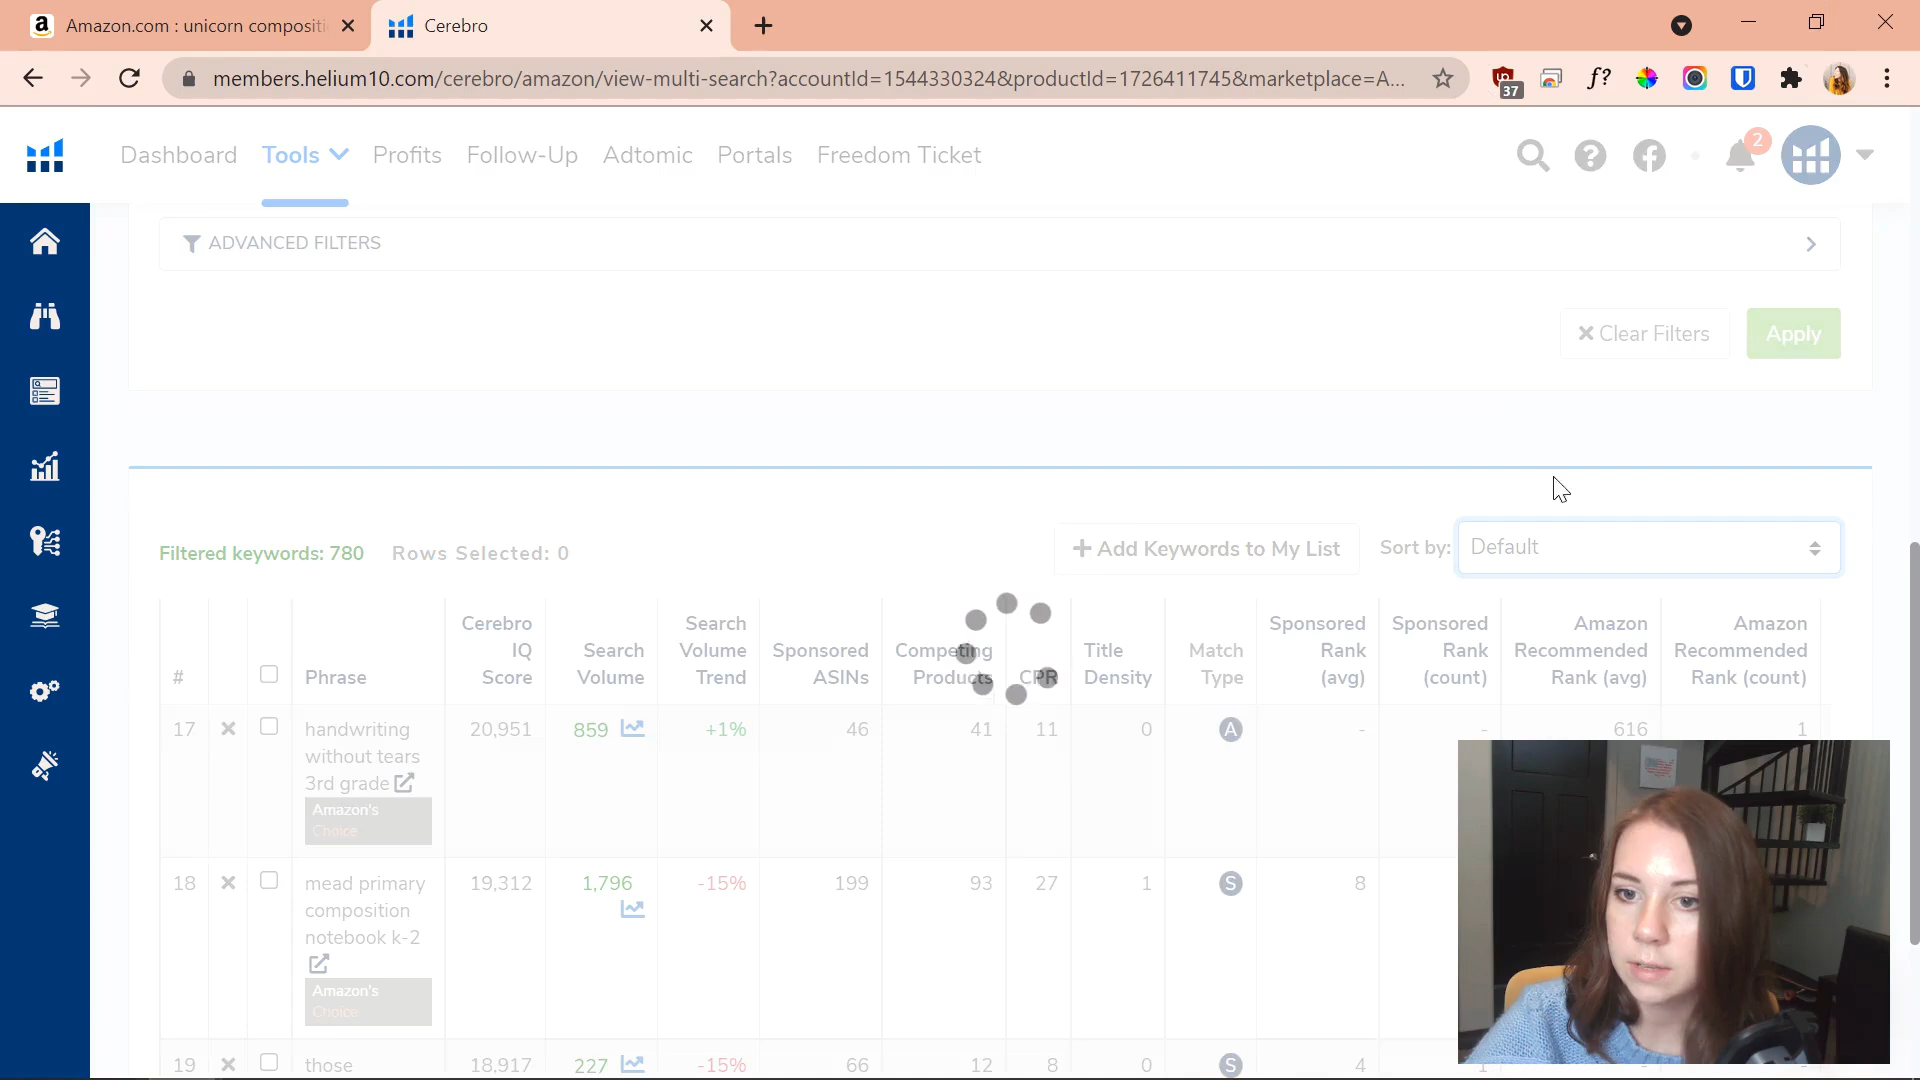 Amazon.com : unicorn compositi
Cerebro
members.helium10.com/cerebro/amazon/view-multi-search?accountId=1544330324&productId=1726411745&marketplace=A...
37
f?
Dashboard Tools Profits Follow-Up Adtomic Portals Freedom Ticket
2
ADVANCED FILTERS
Clear Filters
Apply
Filtered keywords: 780 Rows Selected: 0
+ Add Keywords to My List
Sort by: Default
# Phrase Cerebro IQ Score Search Volume Search Volume Trend Sponsored ASINs Competing Products CPR Title Density Match Type Sponsored Rank (avg) Sponsored Rank (count) Amazon Recommended Rank (avg) Amazon Recommended Rank (count)
17 handwriting 20,951 859 +1% 46 41 11 0 A - - 616 1
without tears
3rd grade
Amazon's
Choice
18 mead primary 19,312 1,796 -15% 199 93 27 1 S 8
composition
notebook k-2
Amazon's
Choice
19 those 18,917 227 -15% 66 12 8 0 S 4